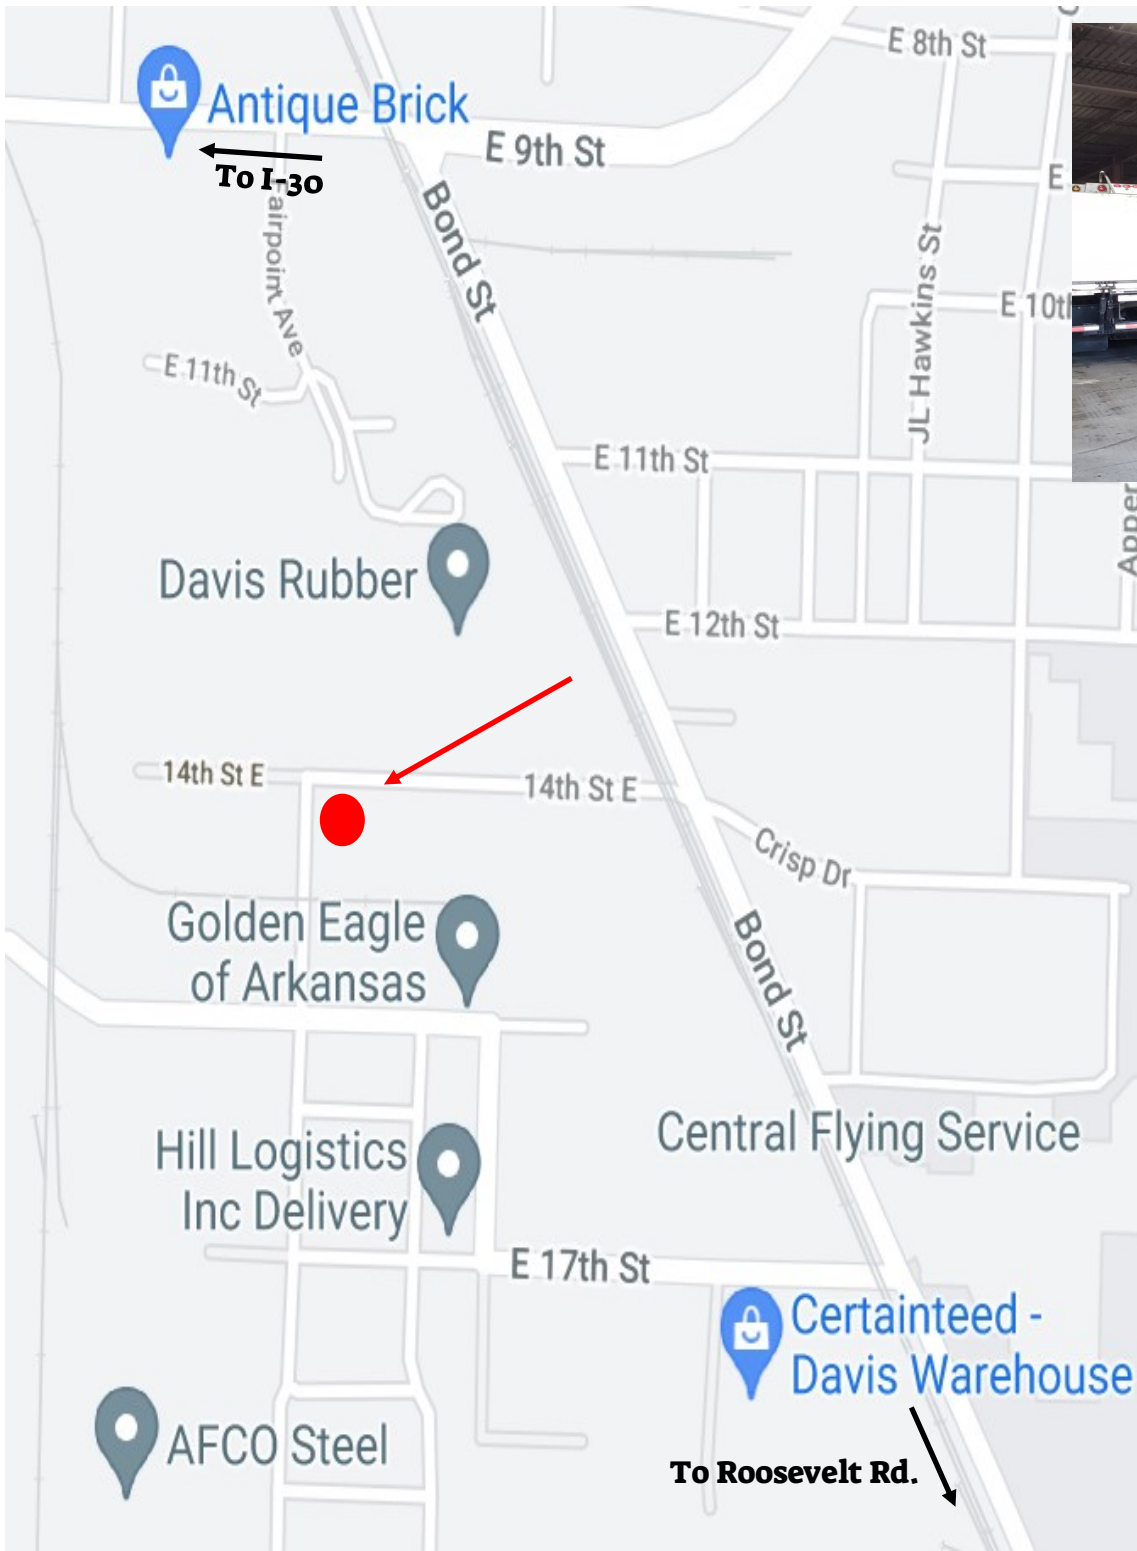 E 8th St
Antique Brick
E 9th St
To I-30
E
Fairpoint Ave
Bond St
JL Hawkins St
E 10th
E 11th St
E 11th St
Apper
Davis Rubber
E 12th St
14th St E
14th St E
Crisp Dr
Golden Eagle
of Arkansas
Bond St
Central Flying Service
Hill Logistics
Inc Delivery
E 17th St
Certainteed -
Davis Warehouse
AFCO Steel
To Roosevelt Rd.